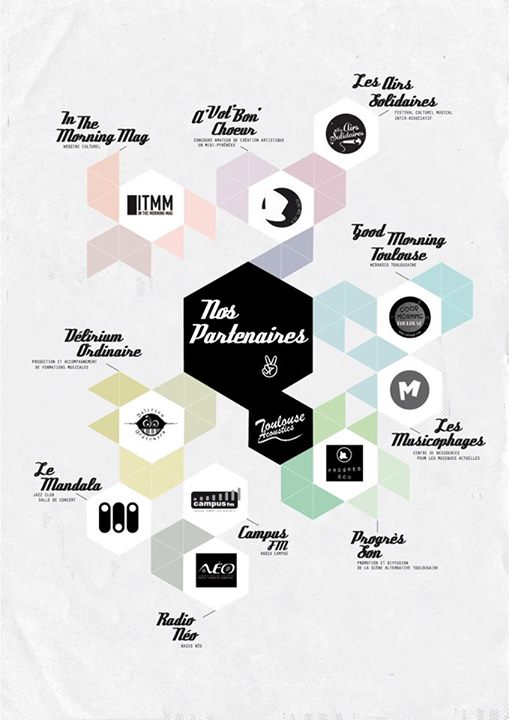 Les Airs
Solidaires
FESTIVAL CULTUREL MUSICAL
INTER-ASSOCIATIF
Airs
Solidaires
In The
Morning Mag
WEBZINE CULTUREL
ITMM
IN THE MORNING MAG
A'Vol'Bon'
Choeur
CONCOURS AMATEUR DE CRÉATION ARTISTIQUE
EN MIDI-PYRÉNÉES
Good Morning
Toulouse
WEBRADIO TOULOUSAINE
GOOD
MORNING
TOULOUSE
Nos
Partenaires
Toulouse
Acoustics
Délirium
Ordinaire
PRODUCTION ET ACCOMPAGNEMENT
DE FORMATIONS MUSICALES
Délirium
Ordinaire
M
Les
Musicophages
CENTRE DE RESSOURCES
POUR LES MUSIQUES ACTUELLES
PROGRES
SON
Progrès
Son
PROMOTION ET DIFFUSION
DE LA SCÈNE ALTERNATIVE TOULOUSAINE
Le
Mandala
JAZZ CLUB
SALLE DE CONCERT
campus fm
Campus
FM
RADIO CAMPUS
NÉO
Radio
Néo
RADIO NÉO